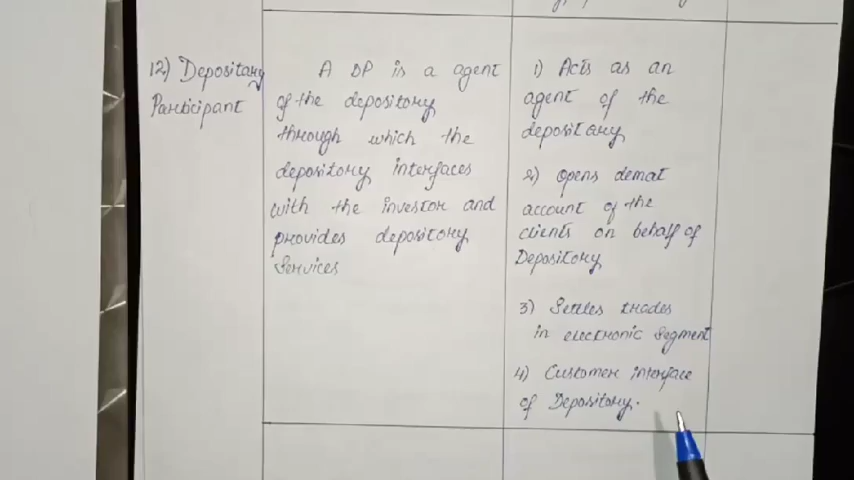 12) Depositary
Participant
A DP is a agent
of the depository
through which the
depository interfaces
with the investor and
provides depository
Services
1) Acts as an
agent of the
depositary
2) Opens demat
account of the
clients on behalf of
Depository
3) Settles trades
in electronic Segment
4) Customer interface
of Depository.